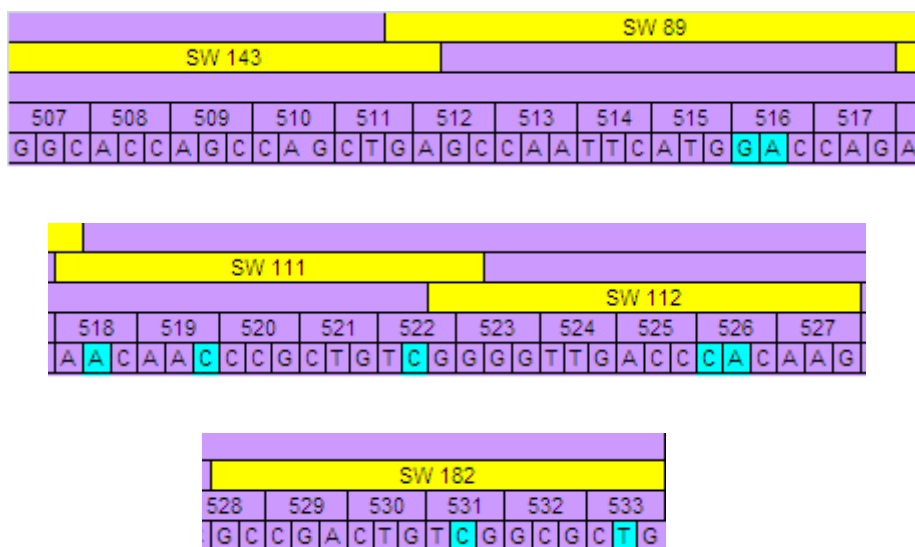 SW 89
SW 143
507 508 509 510 511 512 513 514 515 516 517
G G C A C C A G C C A G C T G A G C C A A T T C A T G G A C C A G A
SW 111
SW 112
518 519 520 521 522 523 524 525 526 527
A A C A A C C C G C T G T C G G G G T T G A C C C A C A A G
SW 182
528 529 530 531 532 533
G C C G A C T G T C G G C G C T G